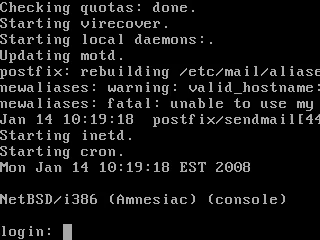 Checking quotas: done.
Starting virecover.
Starting local daemons:.
Updating motd.
postfix: rebuilding /etc/mail/aliase
newaliases: warning: valid_hostname:
newaliases: fatal: unable to use my
Jan 14 10:19:18  postfix/sendmail[44
Starting inetd.
Starting cron.
Mon Jan 14 10:19:18 EST 2008
NetBSD/i386 (Amnesiac) (console)
login: